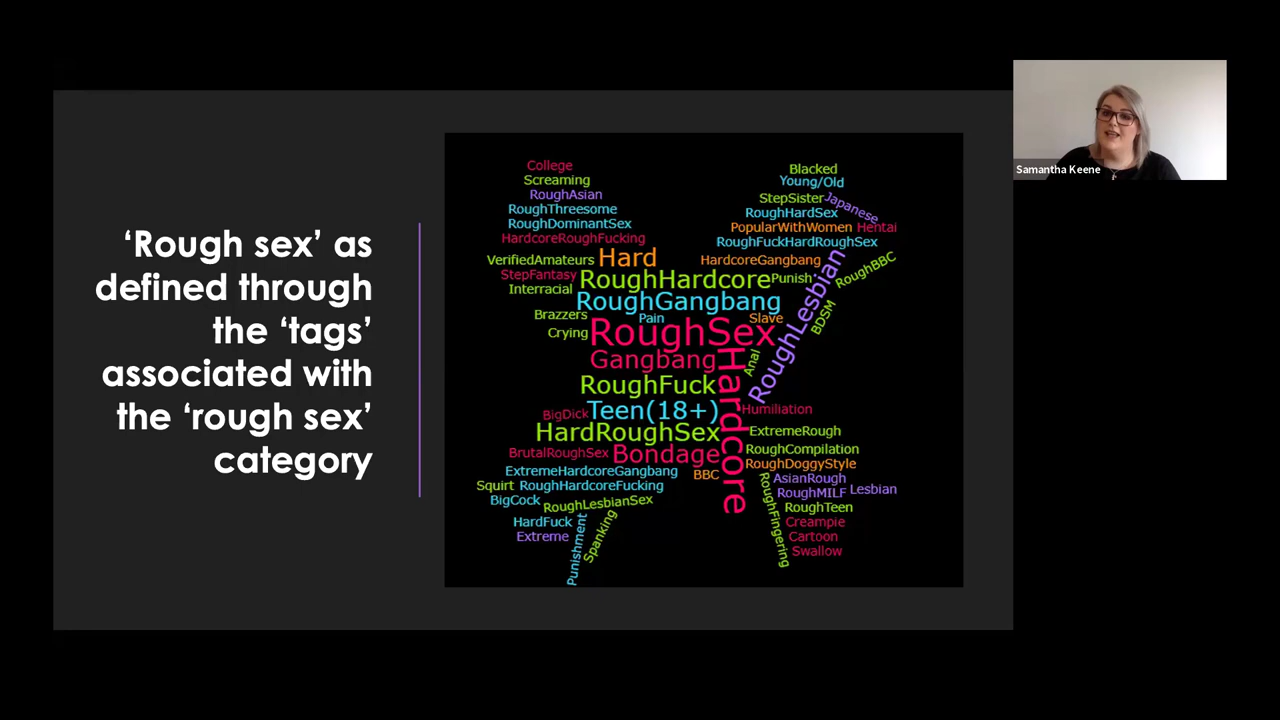 ‘Rough sex’ as
defined through
the ‘tags’
associated with
the ‘rough sex’
category
College
Screaming
RoughAsian
RoughThreesome
RoughDominantSex
HardcoreRoughFucking
VerifiedAmateurs
Hard
StepFantasy
RoughHardcore
Interracial
RoughGangbang
Brazzers
Pain
Crying
RoughSex
Gangbang
RoughFuck
BigDick
Teen(18+)
HardRoughSex
BrutalRoughSex
Bondage
ExtremeHardcoreGangbang
BBC
Squirt
RoughHardcoreFucking
BigCock
RoughLesbianSex
HardFuck
Extreme
Punishment
Spanking
Hardcore
Blacked
Young/Old
StepSister
Japanese
RoughHardSex
PopularWithWomen
Hentai
RoughFuckHardRoughSex
HardcoreGangbang
RoughBBC
Punish
Slave
RoughLesbian
BDSM
Anal
Humiliation
ExtremeRough
RoughCompilation
RoughDoggyStyle
AsianRough
RoughMILF
Lesbian
RoughTeen
RoughFingering
Creampie
Cartoon
Swallow
Samantha Keene